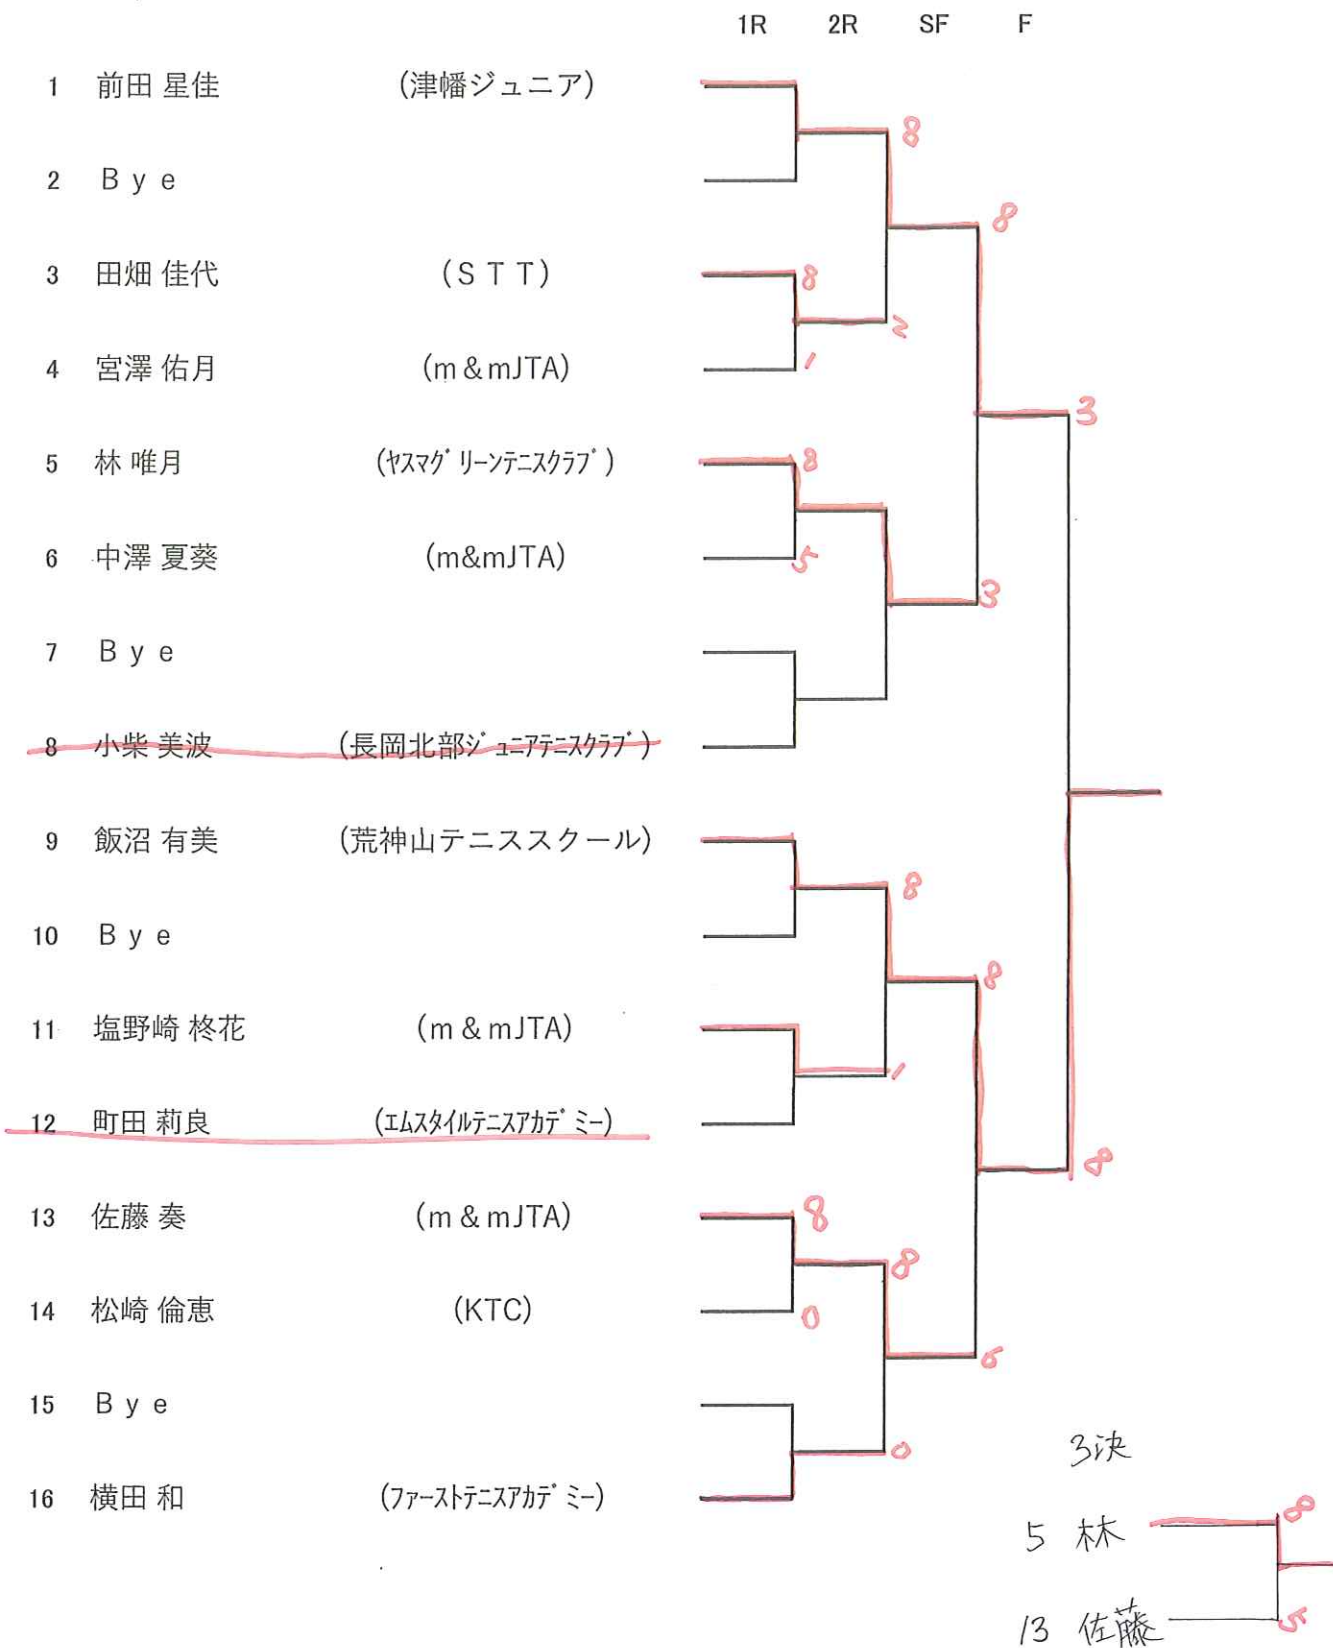 1R 2R SF F
1 前田 星佳 (津幡ジュニア)
8
2 Bye
8
3 田畑 佳代 (STT) 8
2
4 宮澤 佑月 (m&mJTA) 1
3
5 林 唯月 (ヤスマグリーンテニスクラブ) 8
6 中澤 夏葵 (m&mJTA) 5
3
7 Bye
8 小柴 美波 (長岡北部ジュニアテニスクラブ)
9 飯沼 有美 (荒神山テニススクール)
8
10 Bye
8
11 塩野崎 柊花 (m&mJTA)
1
12 町田 莉良 (エムスタイルテニスアカデミー)
8
13 佐藤 奏 (m&mJTA) 8
8
14 松崎 倫恵 (KTC) 0
6
15 Bye
0
3決
16 横田 和 (ファーストテニスアカデミー)
5 林 8
13 佐藤 5